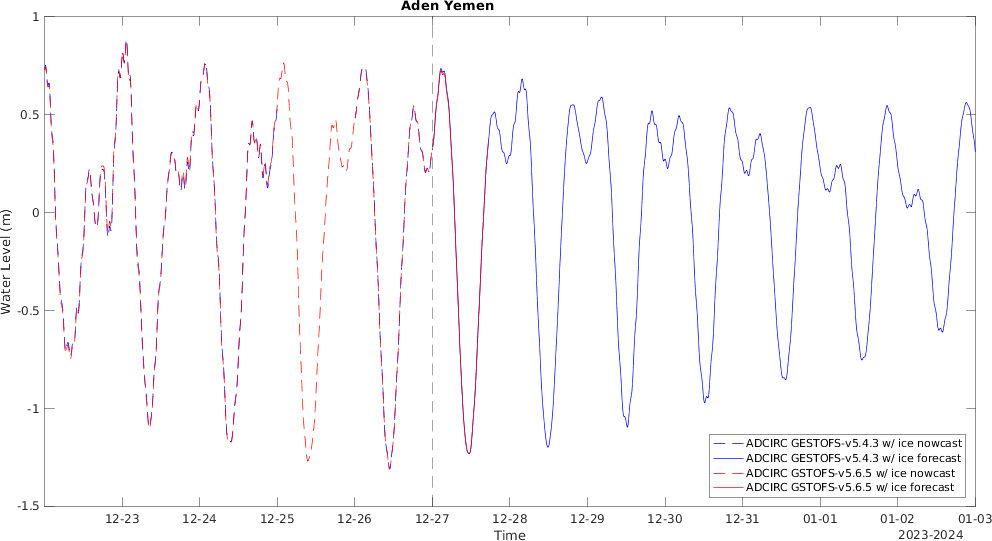 Aden Yemen
1
0.5
0
-0.5
-1
-1.5
Water Level (m)
12-23 12-24 12-25 12-26 12-27 12-28 12-29 12-30 12-31 01-01 01-02 01-03
Time
2023-2024
ADCIRC GESTOFS-v5.4.3 w/ ice nowcast
ADCIRC GESTOFS-v5.4.3 w/ ice forecast
ADCIRC GSTOFS-v5.6.5 w/ ice nowcast
ADCIRC GSTOFS-v5.6.5 w/ ice forecast